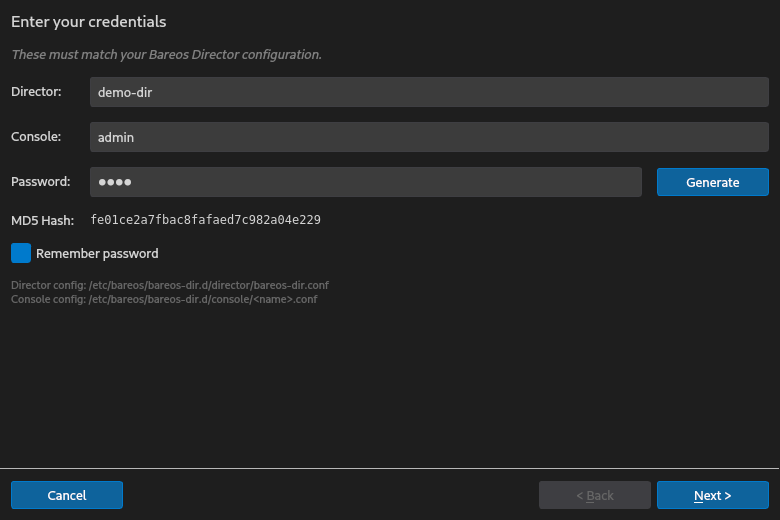 Enter your credentials
These must match your Bareos Director configuration.
Director: demo-dir
Console: admin
Password: ●●●● Generate
MD5 Hash: fe01ce2a7fbac8fafaed7c982a04e229
Remember password
Director config: /etc/bareos/bareos-dir.d/director/bareos-dir.conf
Console config: /etc/bareos/bareos-dir.d/console/<name>.conf
Cancel < Back Next >